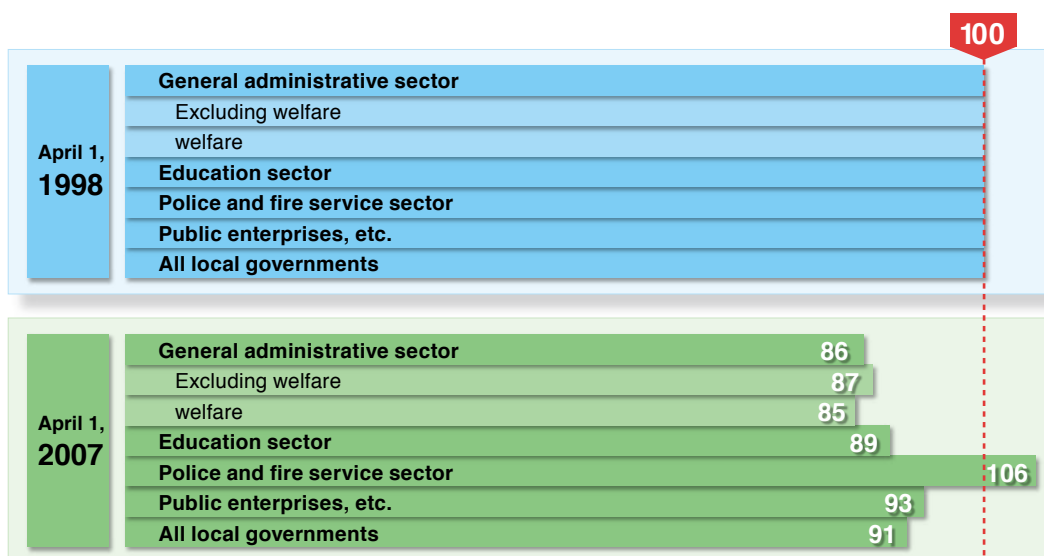 100
General administrative sector
Excluding welfare
welfare
Education sector
Police and fire service sector
Public enterprises, etc.
All local governments
April 1,
1998
General administrative sector 86
Excluding welfare 87
welfare 85
Education sector 89
Police and fire service sector 106
Public enterprises, etc. 93
All local governments 91
April 1,
2007